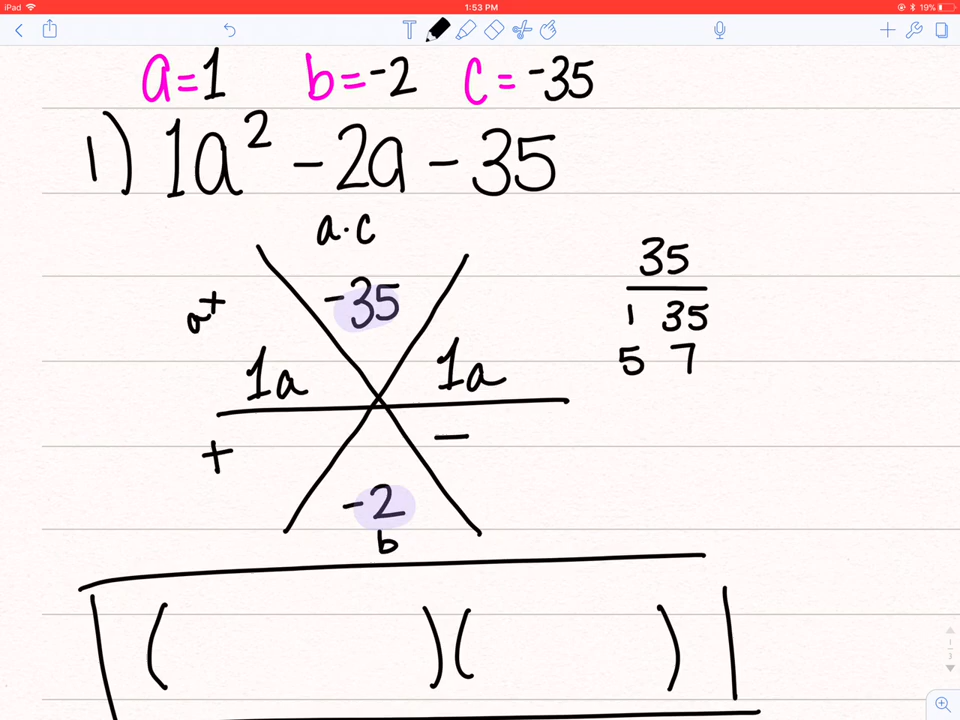 iPad 1:53 PM 19%
T
a=1 b=-2 c=-35
1) 1a² -2a -35
a·c
35
-35
a+
1 35
5 7
1a 1a
+ -
-2
b
( )( )